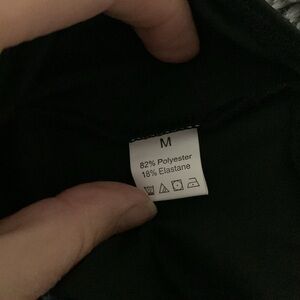 M
82% Polyester
18% Elastane